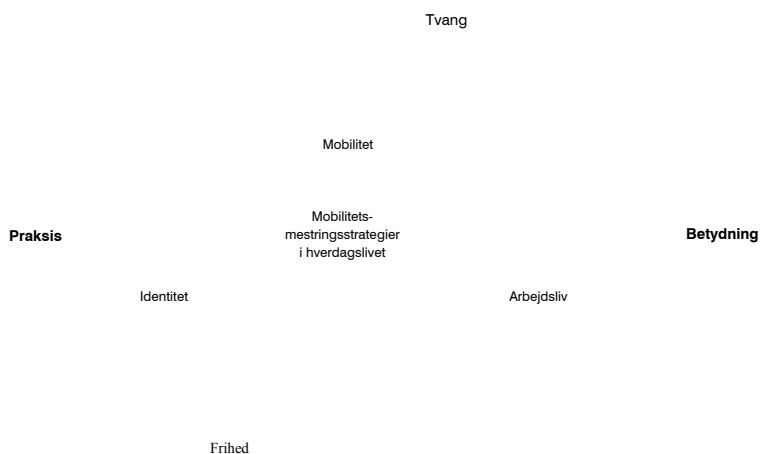 Tvang
Mobilitet
Mobilitets-
mestringsstrategier
i hverdagslivet
Praksis
Betydning
Identitet
Arbejdsliv
Frihed